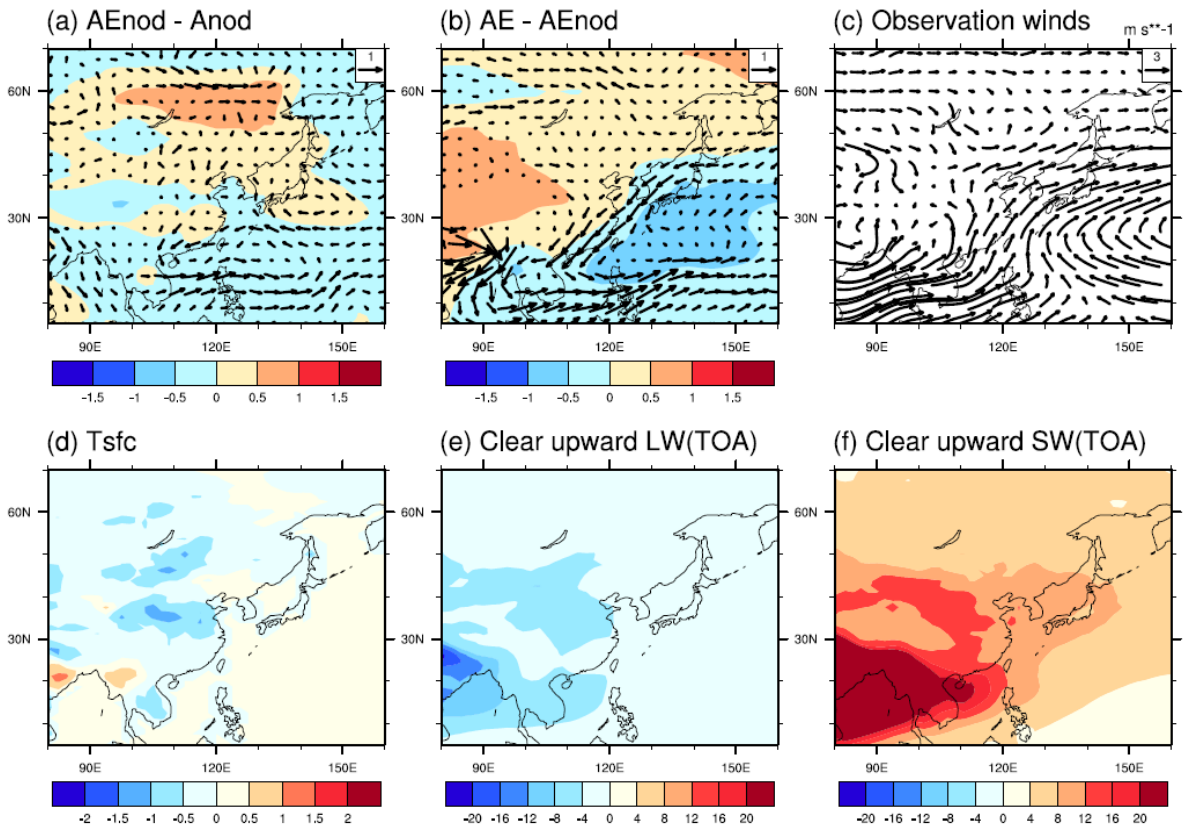 (a) AEnod - Anod
(b) AE - AEnod
(c) Observation winds
m s**-1
1
1
3
60N
30N
60N
30N
90E 120E 150E
90E 120E 150E
90E 120E 150E
-1.5 -1 -0.5 0 0.5 1 1.5
-1.5 -1 -0.5 0 0.5 1 1.5
(d) Tsfc
(e) Clear upward LW(TOA)
(f) Clear upward SW(TOA)
60N
30N
60N
30N
60N
30N
90E 120E 150E
90E 120E 150E
90E 120E 150E
-2 -1.5 -1 -0.5 0 0.5 1 1.5 2
-20 -16 -12 -8 -4 0 4 8 12 16 20
-20 -16 -12 -8 -4 0 4 8 12 16 20